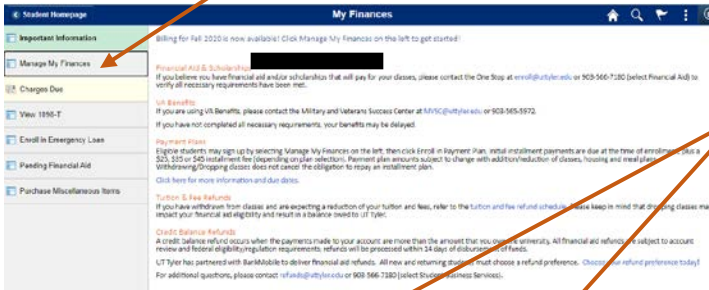 Student Homepage
My Finances
Important Information
Manage My Finances
Charges Due
View 1098-T
Enroll in Emergency Loan
Pending Financial Aid
Purchase Miscellaneous Items
Billing for Fall 2020 is now available! Click Manage My Finances on the left to get started!
Financial Aid & Scholarships
If you believe you have financial aid and/or scholarships that will pay for your classes, please contact the One Stop at enroll@uttyler.edu or 903-566-7180 (select Financial Aid) to
verify all necessary requirements have been met.
VA Benefits
If you are using VA Benefits, please contact the Military and Veterans Success Center at MVSC@uttyler.edu or 903-565-5972.
If you have not completed all necessary requirements, your benefits may be delayed
Payment Plans
Eligible students may sign up by selecting Manage My Finances on the left, then click Enroll in Payment Plan. Initial installment payments are due at the time of enrollment plus a
$25, $35 or $45 installment fee (depending on plan selection). Payment plan amounts subject to change with addition/reduction of classes, housing and meal plans.
Withdrawing/Dropping classes does not cancel the obligation to repay an installment plan.
Click here for more information and due dates.
Tuition & Fee Refunds
If you have withdrawn from classes and are expecting a reduction of your tuition and fees, refer to the tuition and fee refund schedule. Please keep in mind that dropping classes may
impact your financial aid eligibility and result in a balance owed to UT Tyler.
Credit Balance Refunds
A credit balance refund occurs when the payments made to your account are more than the amount that you owe the university. All financial aid refunds are subject to account
review and federal eligibility/regulation requirements, refunds will be processed within 14 days of disbursement of funds.
UT Tyler has partnered with BankMobile to deliver financial aid refunds. All new and returning students must choose a refund preference. Choose your refund preference today!
For additional questions, please contact refunds@uttyler.edu or 903-566-7180 (select Student Business Services).